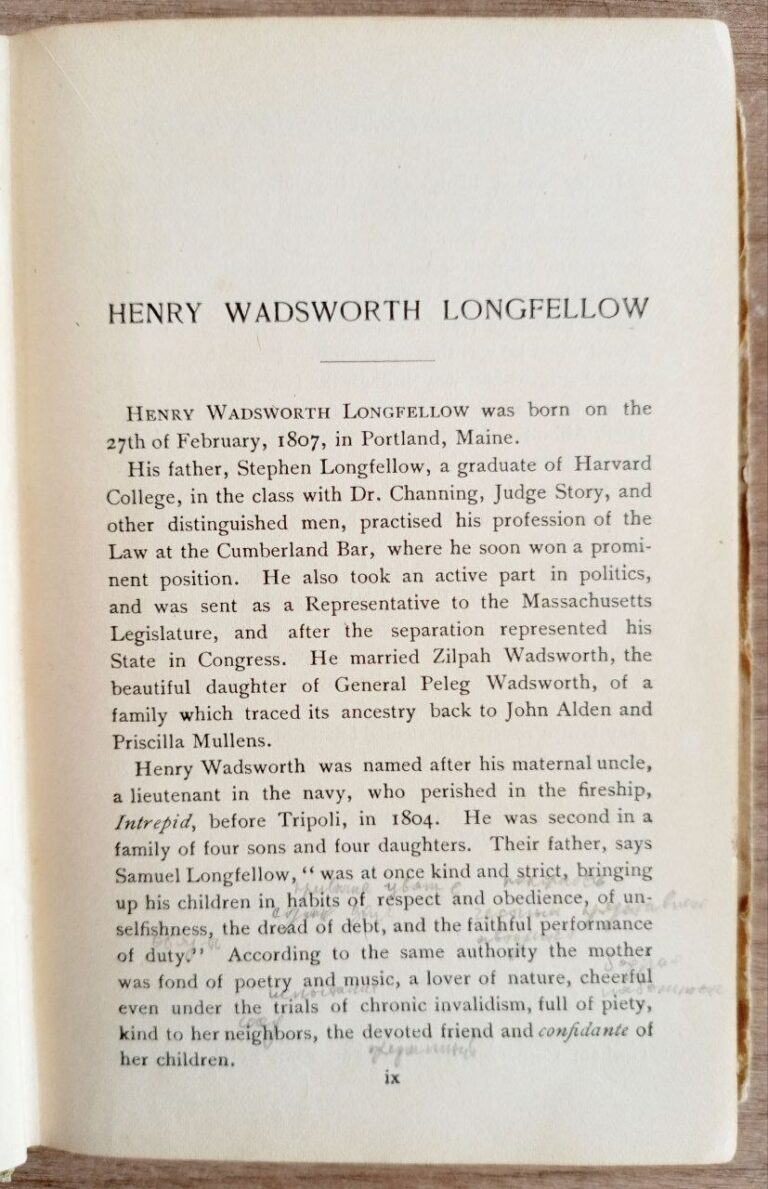 HENRY WADSWORTH LONGFELLOW
HENRY WADSWORTH LONGFELLOW was born on the
27th of February, 1807, in Portland, Maine.
His father, Stephen Longfellow, a graduate of Harvard
College, in the class with Dr. Channing, Judge Story, and
other distinguished men, practised his profession of the
Law at the Cumberland Bar, where he soon won a promi-
nent position. He also took an active part in politics,
and was sent as a Representative to the Massachusetts
Legislature, and after the separation represented his
State in Congress. He married Zilpah Wadsworth, the
beautiful daughter of General Peleg Wadsworth, of a
family which traced its ancestry back to John Alden and
Priscilla Mullens.
Henry Wadsworth was named after his maternal uncle,
a lieutenant in the navy, who perished in the fireship,
Intrepid, before Tripoli, in 1804. He was second in a
family of four sons and four daughters. Their father, says
Samuel Longfellow, "was at once kind and strict, bringing
up his children in habits of respect and obedience, of un-
selfishness, the dread of debt, and the faithful performance
of duty." According to the same authority the mother
was fond of poetry and music, a lover of nature, cheerful
even under the trials of chronic invalidism, full of piety,
kind to her neighbors, the devoted friend and confidante of
her children.
ix